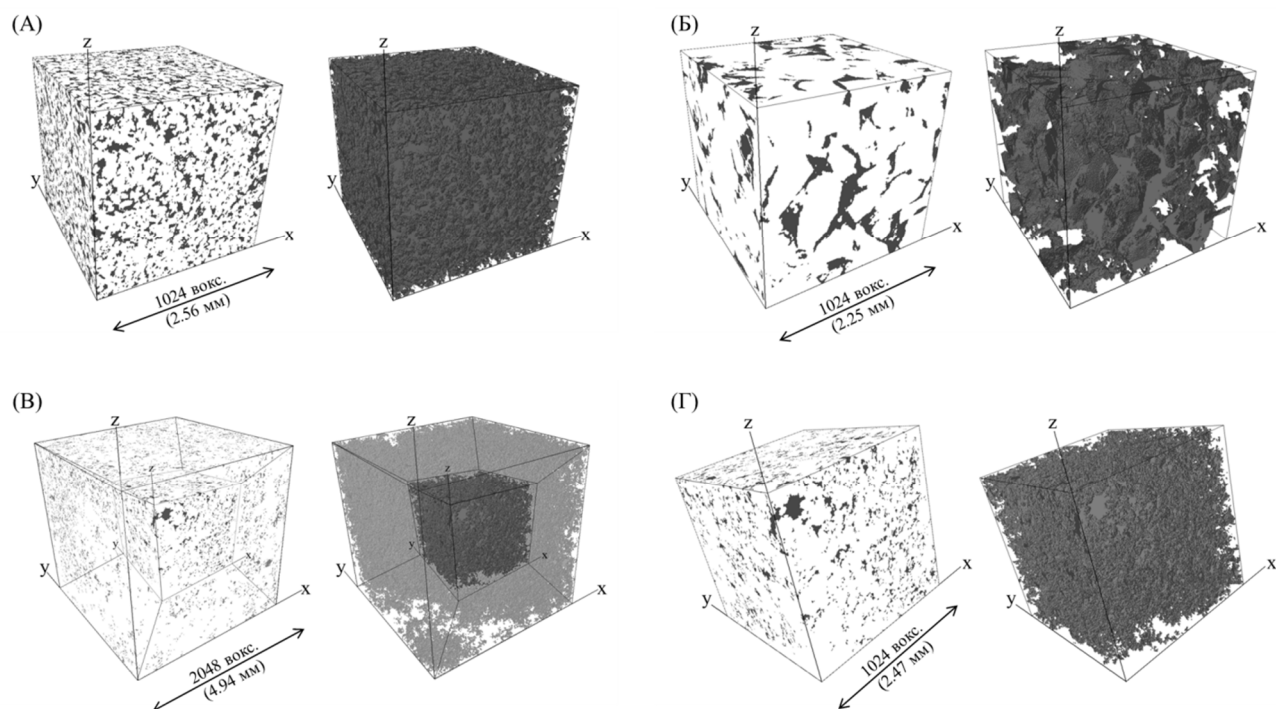 (А)
z
y
x
1024 вокс.
(2.56 мм)
z
y
x
(Б)
z
y
x
1024 вокс.
(2.25 мм)
z
y
x
(В)
z
z
y
y
x
x
2048 вокс.
(4.94 мм)
z
z
y
y
x
x
(Г)
z
y
x
1024 вокс.
(2.47 мм)
z
y
x